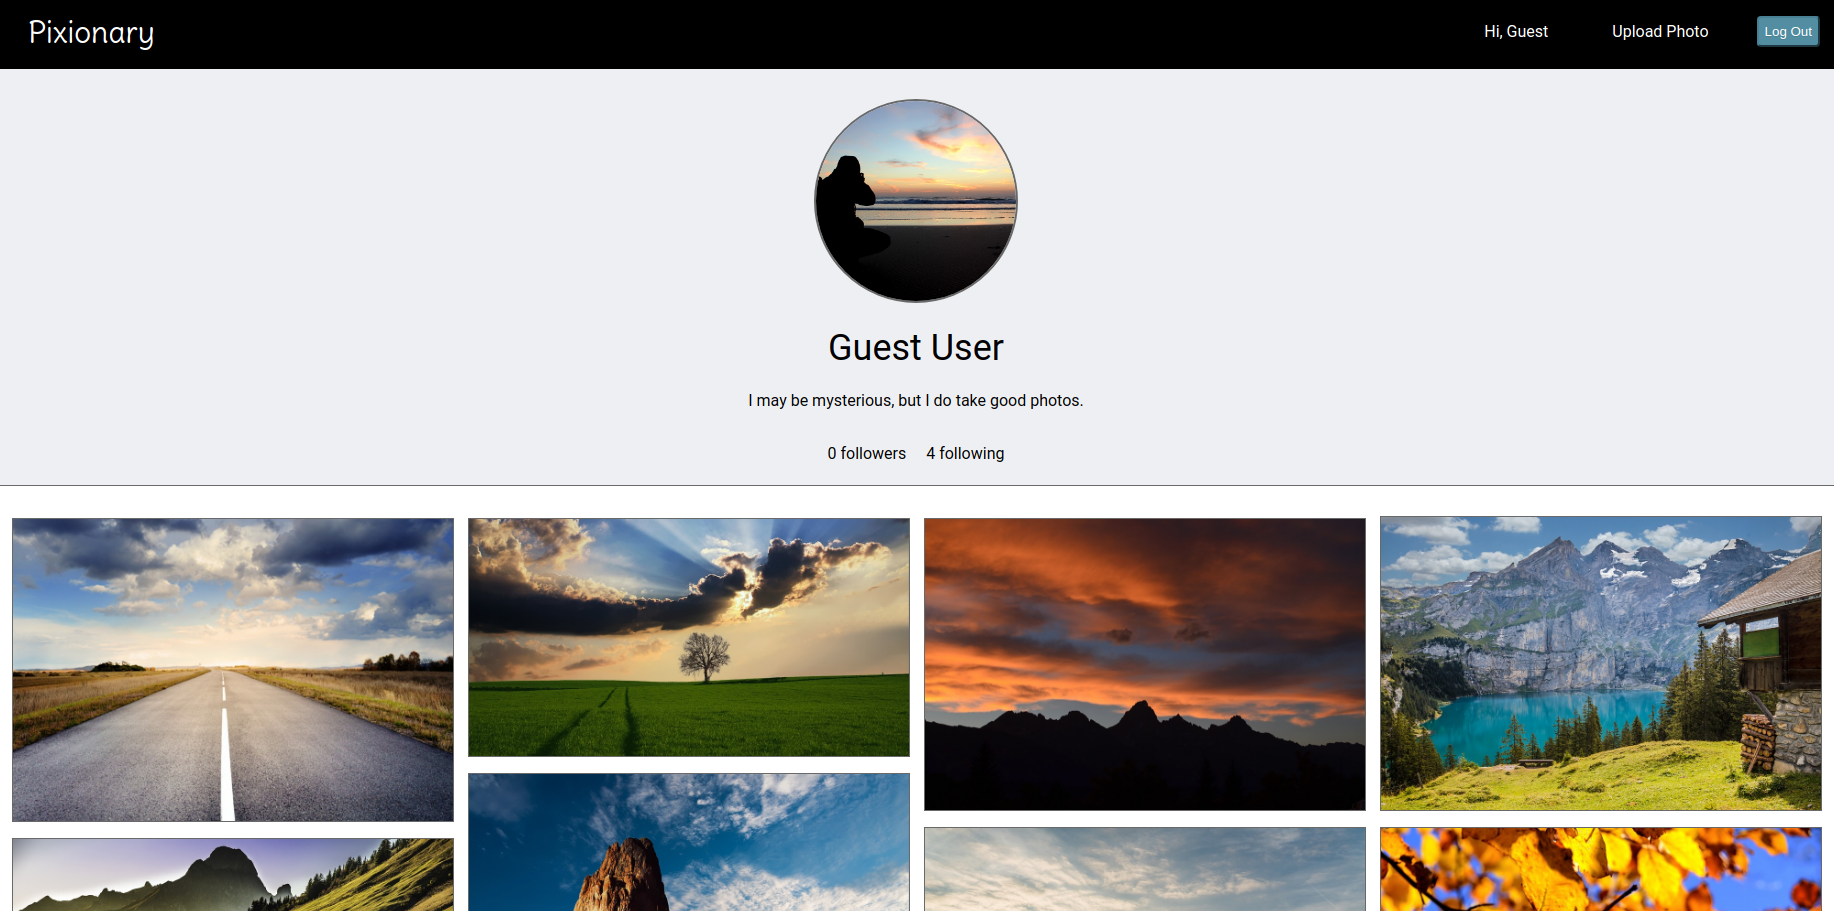 Pixionary
Hi, Guest
Upload Photo
Log Out
Guest User
I may be mysterious, but I do take good photos.
0 followers 4 following